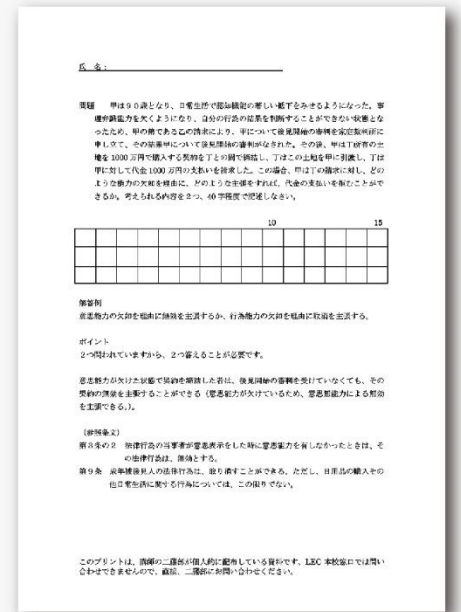 氏 名：
問題　甲は９０歳となり、日常生活で認知機能の著しい低下をみせるようになった。事
理弁識能力を欠くようになり、自分の行為の結果を判断することができない状態とな
ったため、甲の弟である乙の請求により、甲について後見開始の審判を家庭裁判所に
申し立て、その結果甲について後見開始の審判がなされた。その後、甲は丁所有の土
地を 1000 万円で購入する契約を丁との間で締結し、丁はこの土地を甲に引渡し、丁は
甲に対して代金 1000 万円の支払いを請求した。この場合、甲は丁の請求に対し、どの
ような能力の欠如を理由に、どのような主張をすれば、代金の支払いを拒むことがで
きるか。考えられる内容を２つ、40 字程度で記述しなさい。
10 15
解答例
意思能力の欠如を理由に無効を主張するか、行為能力の欠如を理由に取消を主張する。
ポイント
２つ問われていますから、２つ答えることが必要です。
意思能力が欠けた状態で契約を締結した者は、後見開始の審判を受けていなくても、その
契約の無効を主張することができる（意思能力が欠けているため、意思無能力による無効
を主張できる。）。
（参照条文）
第３条の２　法律行為の当事者が意思表示をした時に意思能力を有しなかったときは、そ
の法律行為は、無効とする。
第９条　成年被後見人の法律行為は、取り消すことができる。ただし、日用品の購入その
他日常生活に関する行為については、この限りでない。
このプリントは、講師の二藤部が個人的に配布している資料です。LEC 本校窓口では問い
合わせできませんので、直接、二藤部にお問い合わせください。